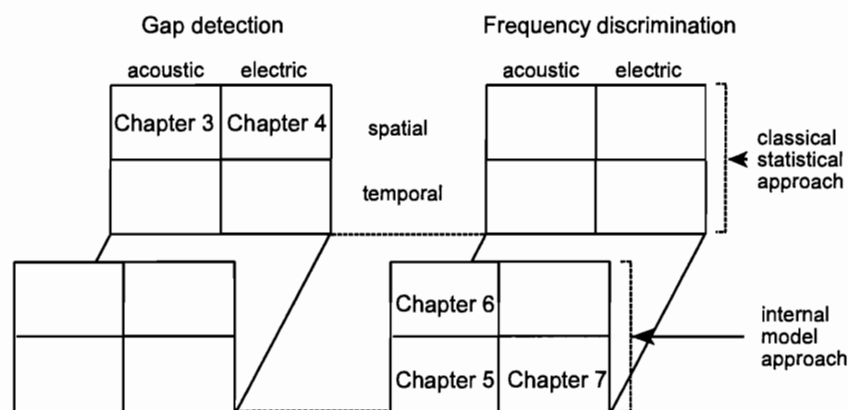 Gap detection
Frequency discrimination
acoustic electric
acoustic electric
Chapter 3 Chapter 4
spatial
temporal
classical
statistical
approach
Chapter 6
Chapter 5 Chapter 7
internal
model
approach